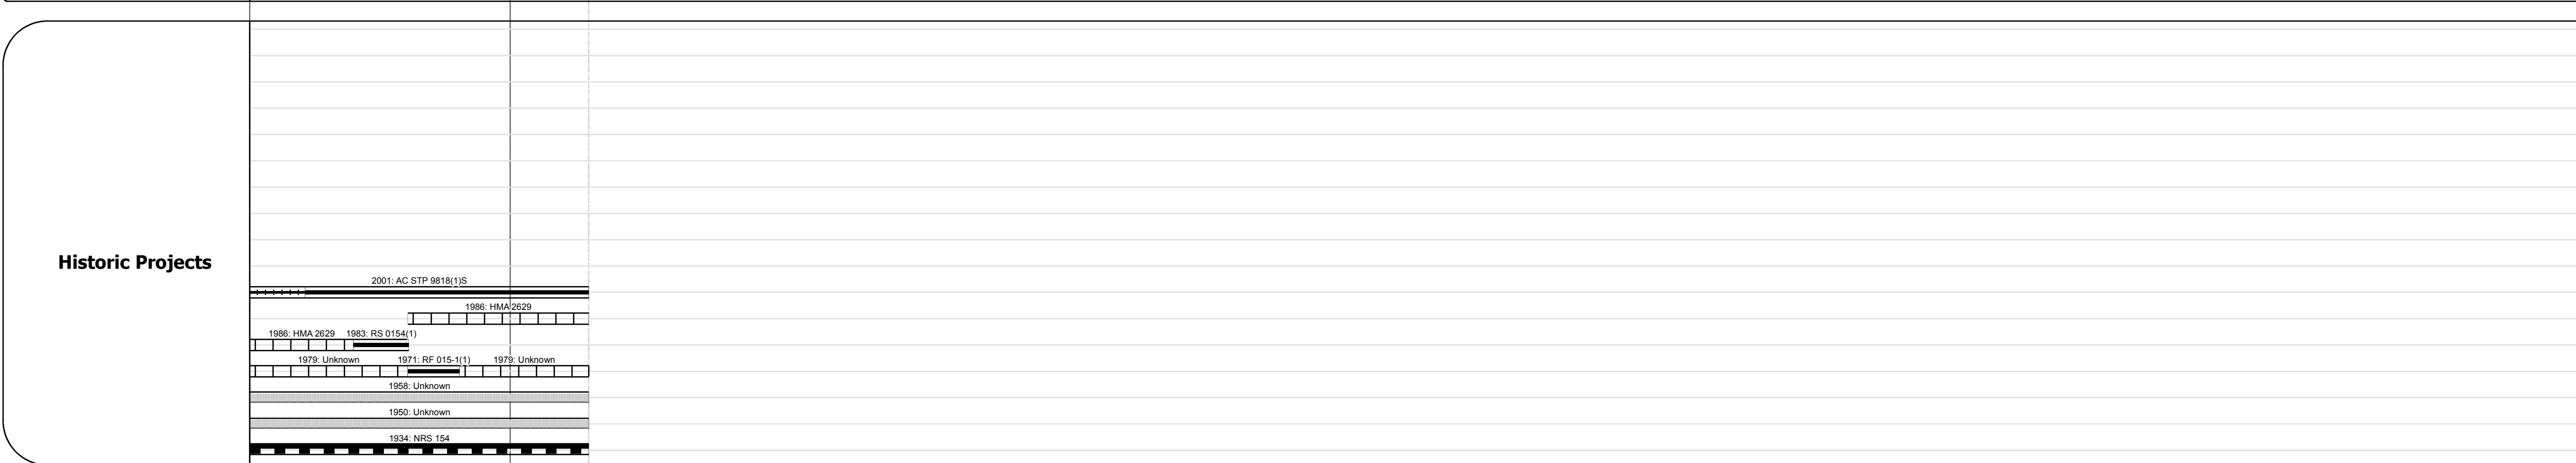 Historic Projects
2001: AC STP 9818(1)S
1986: HMA 2629
1986: HMA 2629 1983: RS 0154(1)
1979: Unknown 1971: RF 015-1(1) 1979: Unknown
1958: Unknown
1950: Unknown
1934: NRS 154